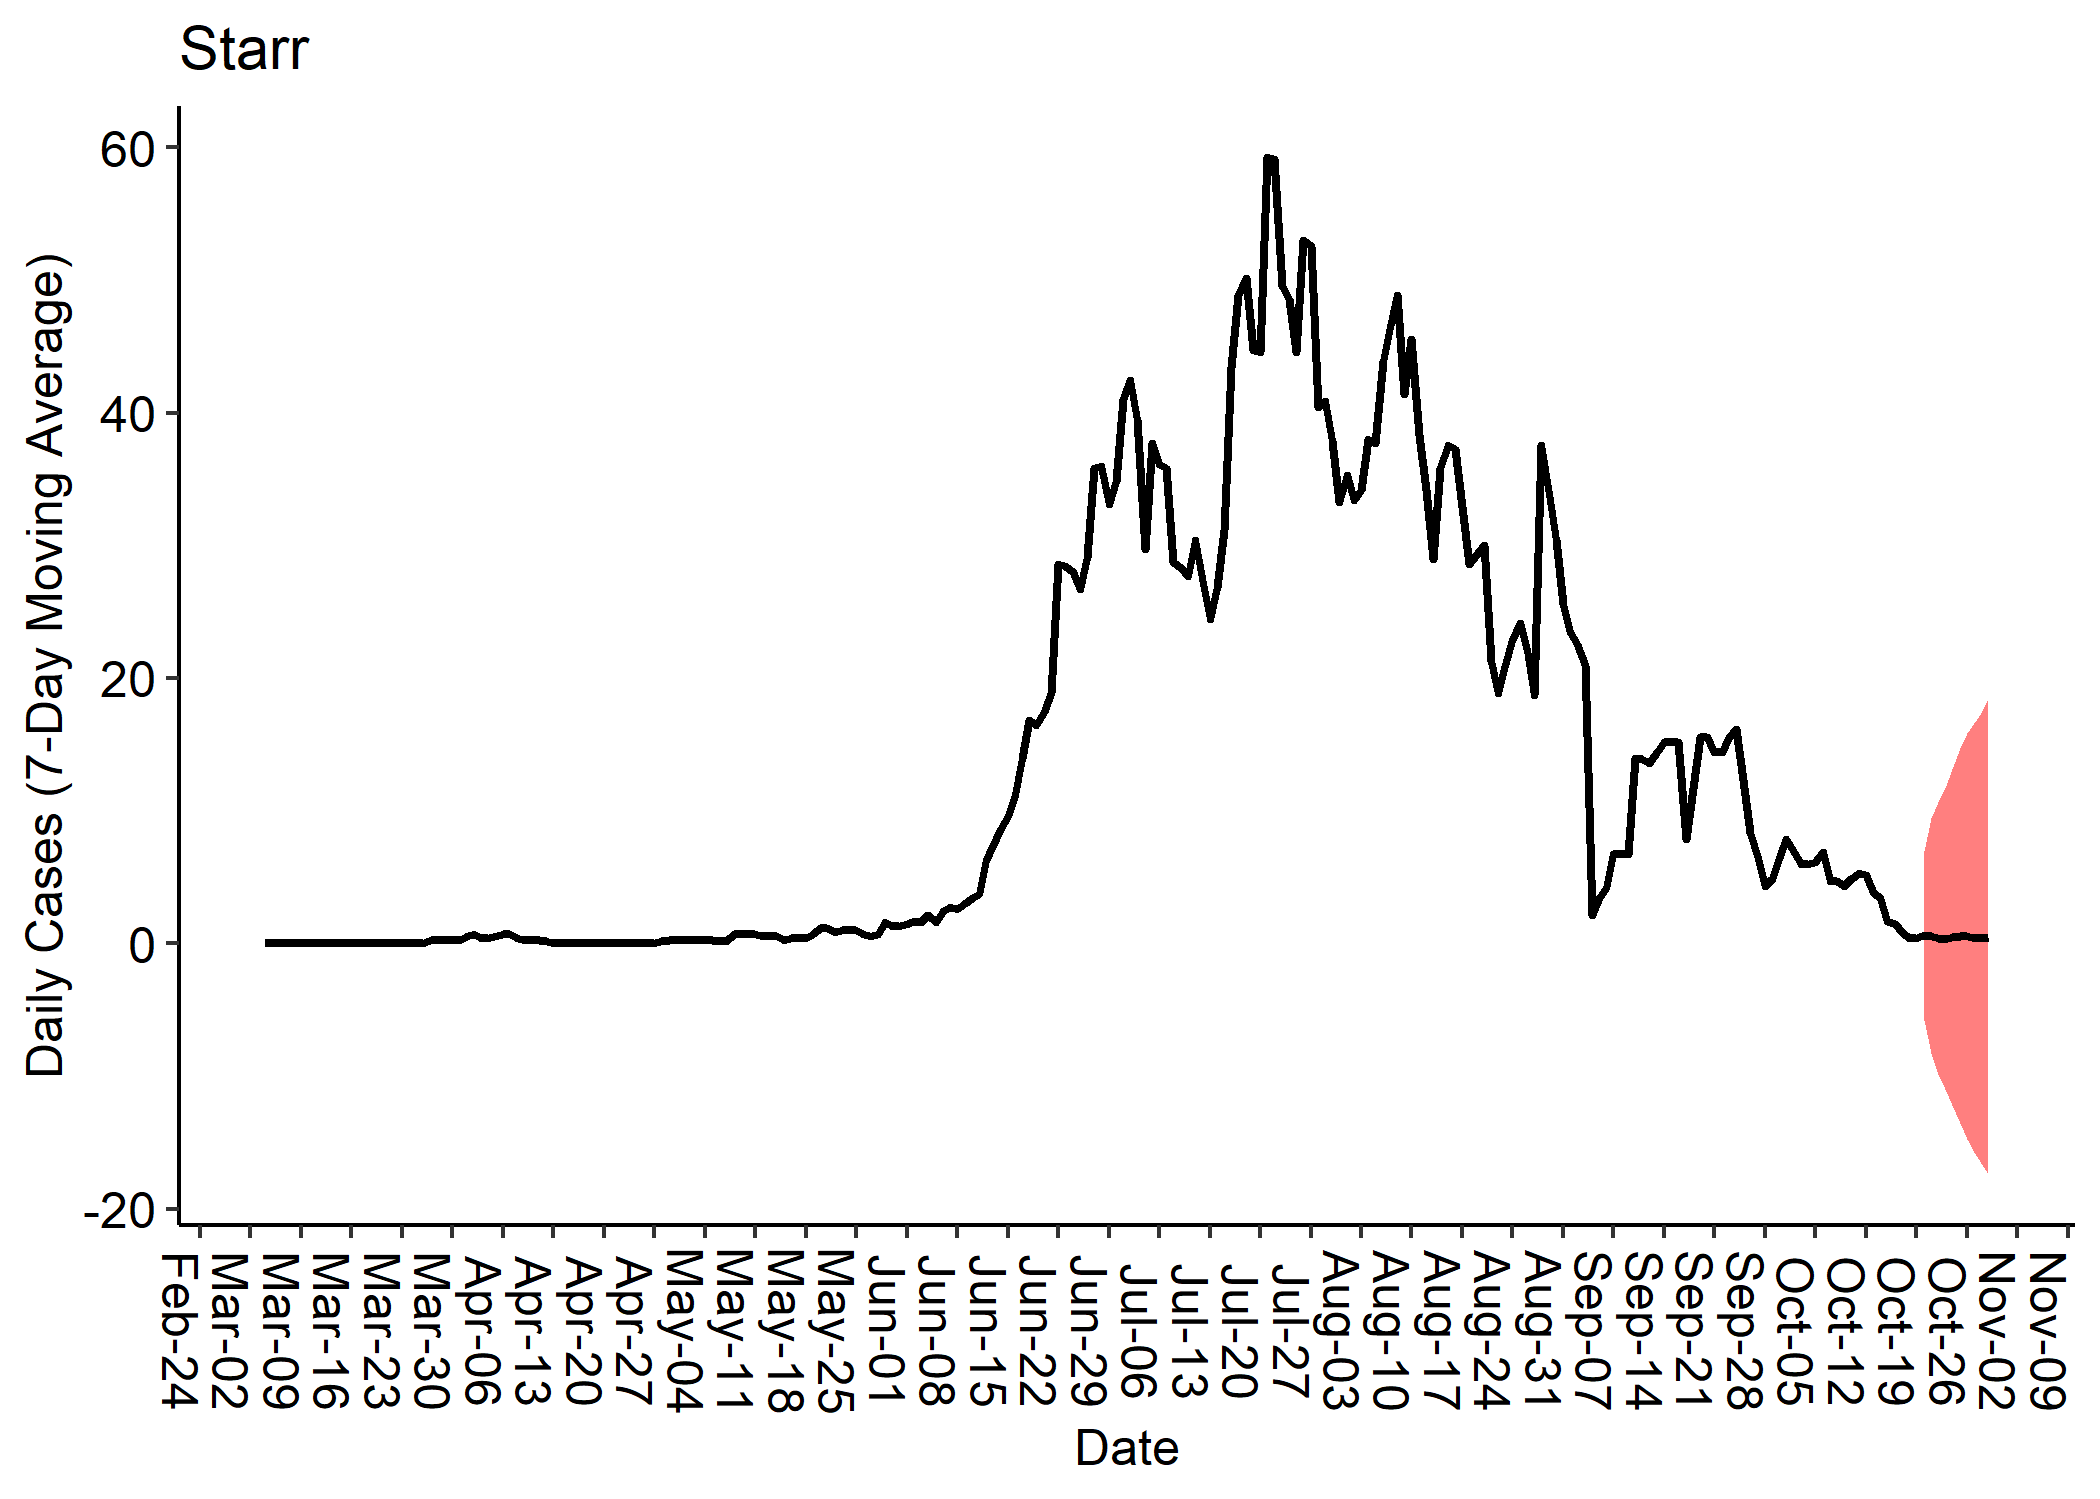 Starr
Daily Cases (7-Day Moving Average)
60
40
20
0
-20
Feb-24
Mar-02
Mar-09
Mar-16
Mar-23
Mar-30
Apr-06
Apr-13
Apr-20
Apr-27
May-04
May-11
May-18
May-25
Jun-01
Jun-08
Jun-15
Jun-22
Jun-29
Jul-06
Jul-13
Jul-20
Jul-27
Aug-03
Aug-10
Aug-17
Aug-24
Aug-31
Sep-07
Sep-14
Sep-21
Sep-28
Oct-05
Oct-12
Oct-19
Oct-26
Nov-02
Nov-09
Date